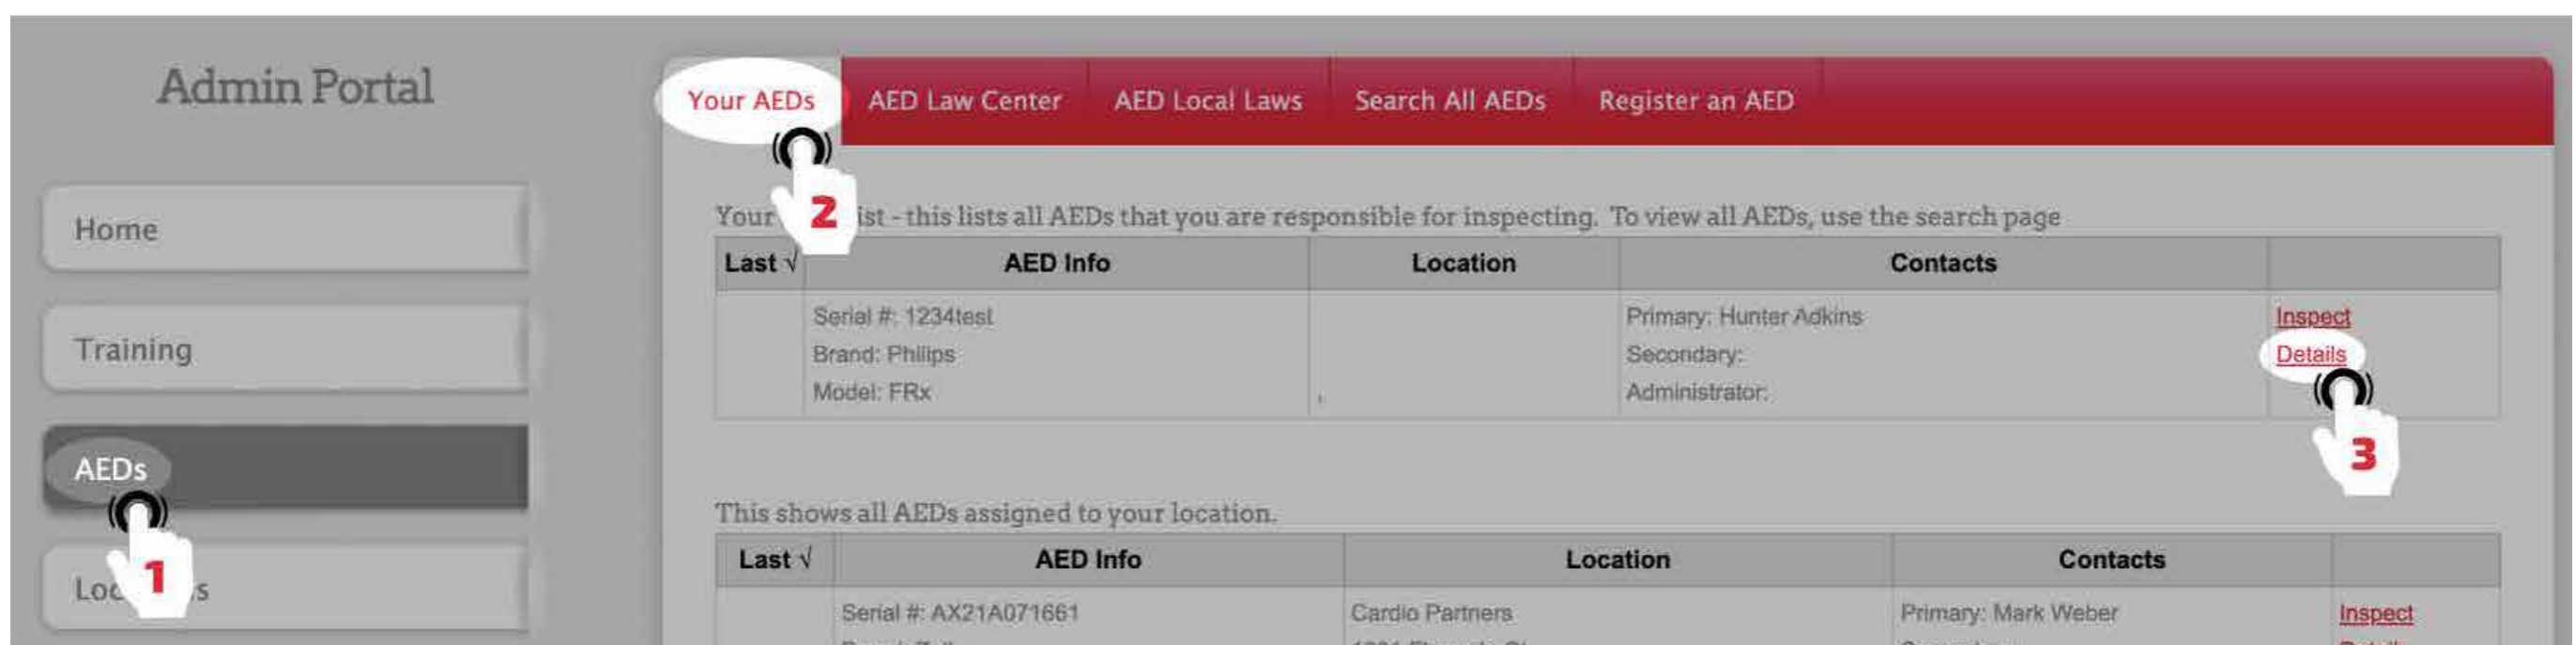 Admin Portal
Your AEDs
AED Law Center
AED Local Laws
Search All AEDs
Register an AED
2
Home
Training
AEDs
1
Your ist - this lists all AEDs that you are responsible for inspecting. To view all AEDs, use the search page
Last √ AED Info Location Contacts
Serial #: 1234test Primary: Hunter Adkins Inspect
Brand: Philips Secondary: Details
Model: FRx , Administrator:
3
This shows all AEDs assigned to your location.
Last √ AED Info Location Contacts
Serial #: AX21A071661 Cardio Partners Primary: Mark Weber Inspect